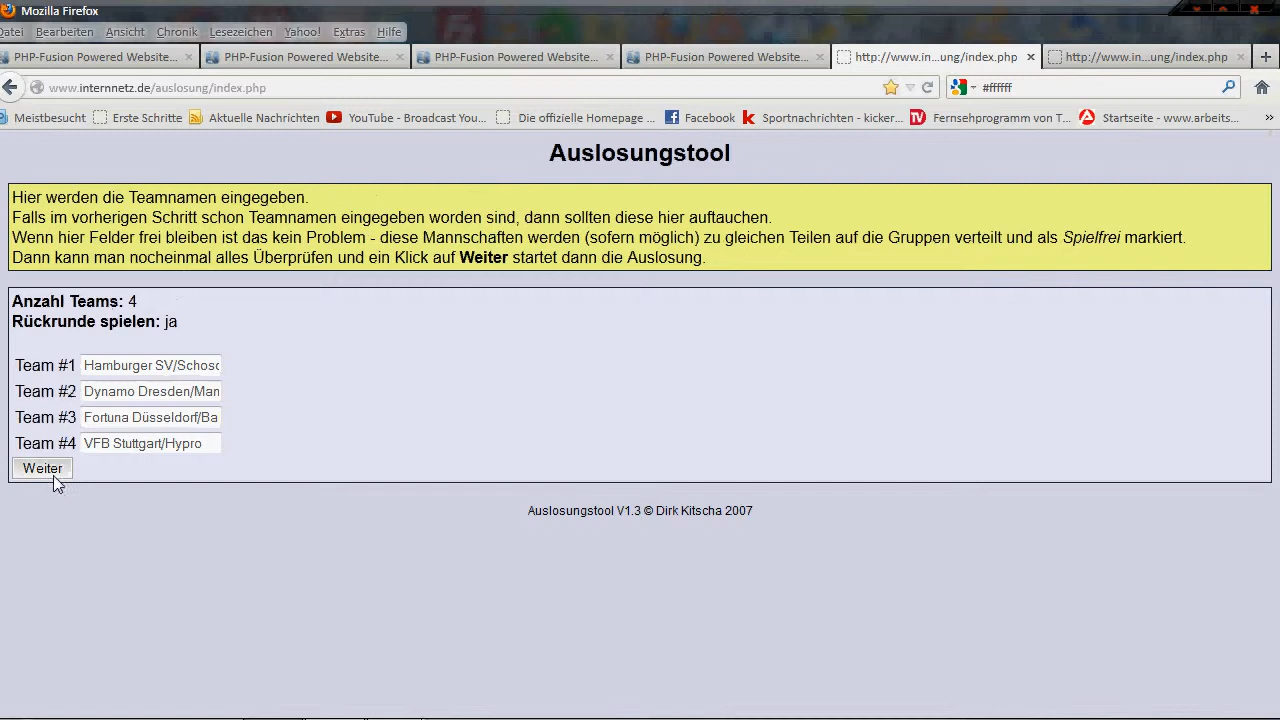 Mozilla Firefox
Datei Bearbeiten Ansicht Chronik Lesezeichen Yahoo! Extras Hilfe
PHP-Fusion Powered Website... PHP-Fusion Powered Website... PHP-Fusion Powered Website... PHP-Fusion Powered Website... http://www.in...ung/index.php http://www.in...ung/index.php
www.internnetz.de/auslosung/index.php #ffffff
Meistbesucht Erste Schritte Aktuelle Nachrichten YouTube - Broadcast You... Die offizielle Homepage ... Facebook Sportnachrichten - kicker... Fernsehprogramm von T... Startseite - www.arbeits...
Auslosungstool
Hier werden die Teamnamen eingegeben.
Falls im vorherigen Schritt schon Teamnamen eingegeben worden sind, dann sollten diese hier auftauchen.
Wenn hier Felder frei bleiben ist das kein Problem - diese Mannschaften werden (sofern möglich) zu gleichen Teilen auf die Gruppen verteilt und als Spielfrei markiert.
Dann kann man nocheinmal alles Überprüfen und ein Klick auf Weiter startet dann die Auslosung.
Anzahl Teams: 4
Rückrunde spielen: ja
Team #1 Hamburger SV/Schosc
Team #2 Dynamo Dresden/Man
Team #3 Fortuna Düsseldorf/Ba
Team #4 VFB Stuttgart/Hypro
Weiter
Auslosungstool V1.3 © Dirk Kitscha 2007